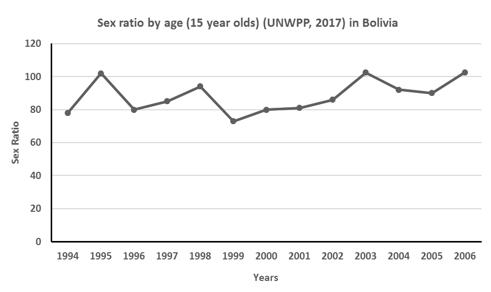 Sex ratio by age (15 year olds) (UNWPP, 2017) in Bolivia
120
100
80
60
40
20
0
Sex Ratio
1994 1995 1996 1997 1998 1999 2000 2001 2002 2003 2004 2005 2006
Years